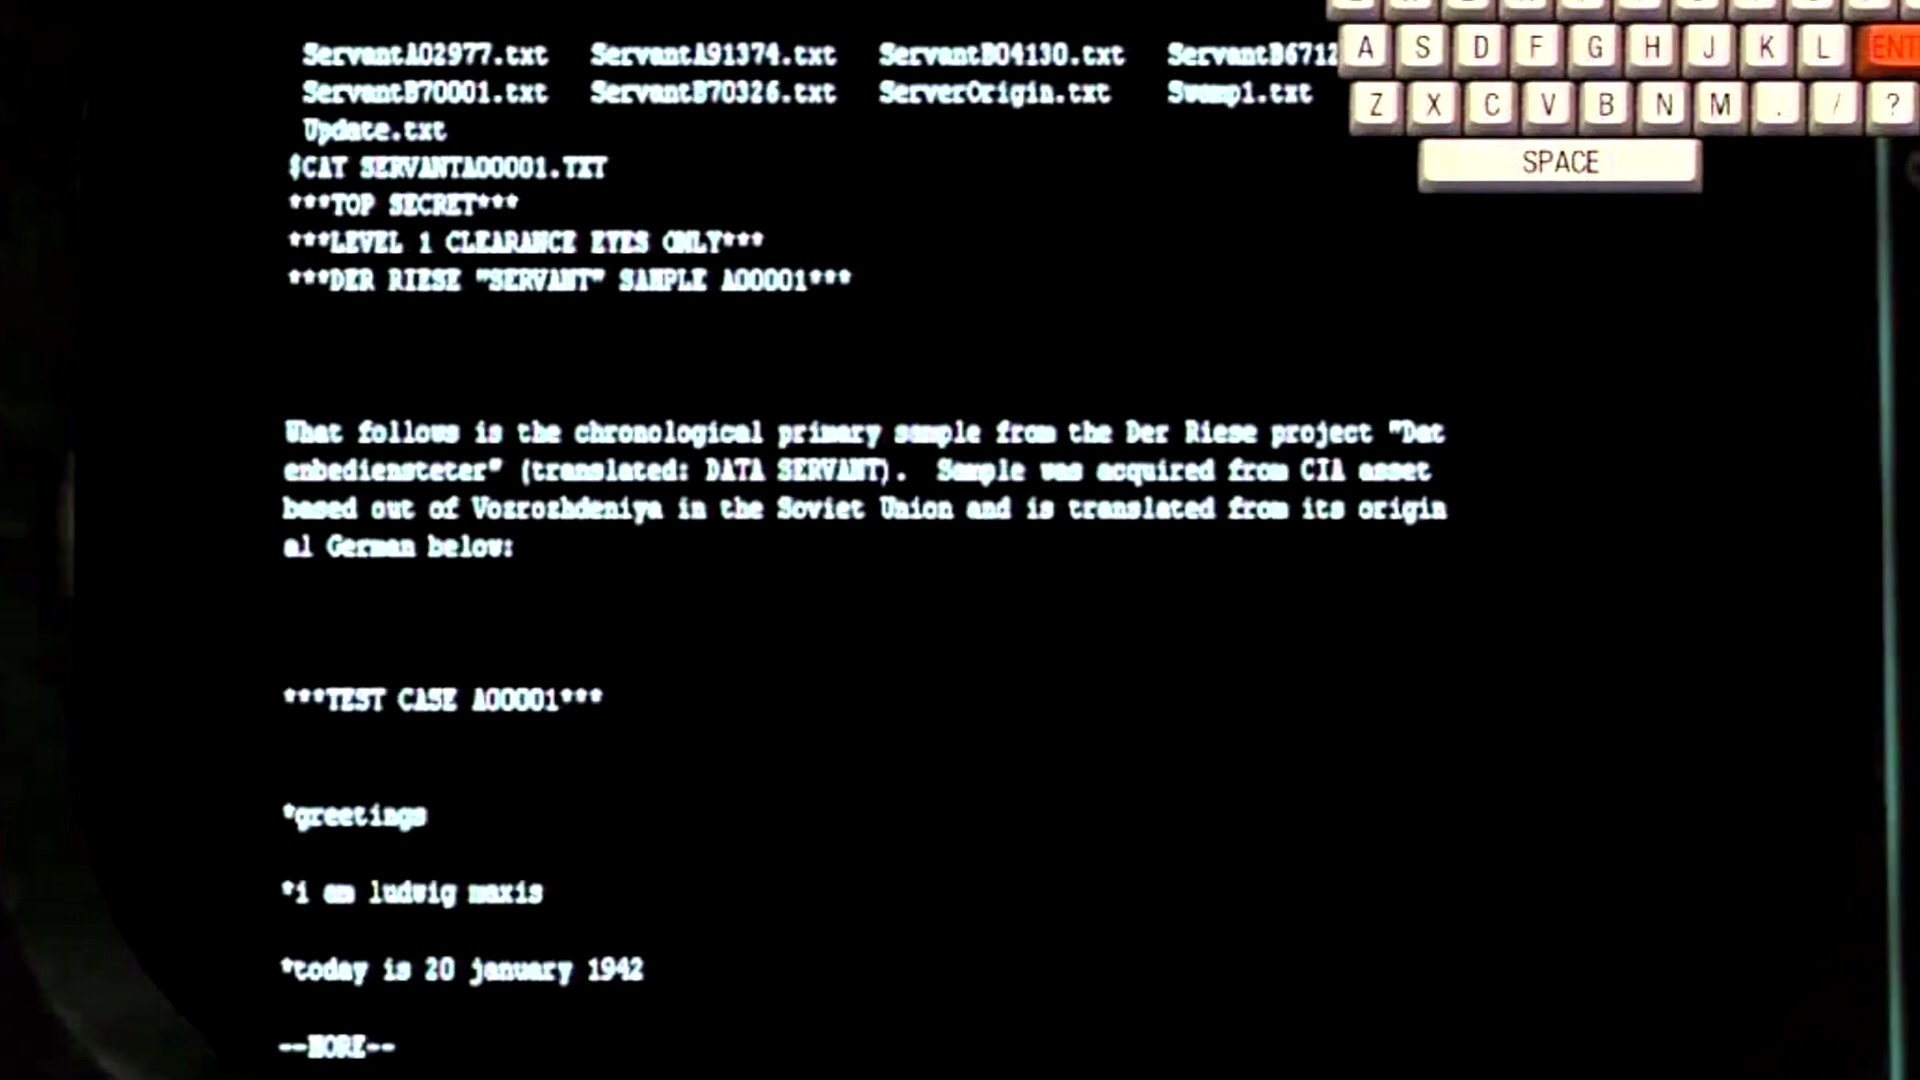 ServantA02977.txt ServantA91374.txt ServantB04130.txt ServantB6712
ServantB70001.txt ServantB70326.txt ServerOrigin.txt Swamp1.txt
Update.txt
$CAT SERVANTA00001.TXT
***TOP SECRET***
***LEVEL 1 CLEARANCE EYES ONLY***
***DER RIESE "SERVANT" SAMPLE A00001***
What follows is the chronological primary sample from the Der Riese project "Dat
enbediensteter" (translated: DATA SERVANT). Sample was acquired from CIA asset
based out of Vozrozhdeniya in the Soviet Union and is translated from its origin
al German below:
***TEST CASE A00001***
*greetings
*i am ludwig maxis
*today is 20 january 1942
--MORE--
A S D F G H J K L ENT
Z X C V B N M . / ?
SPACE